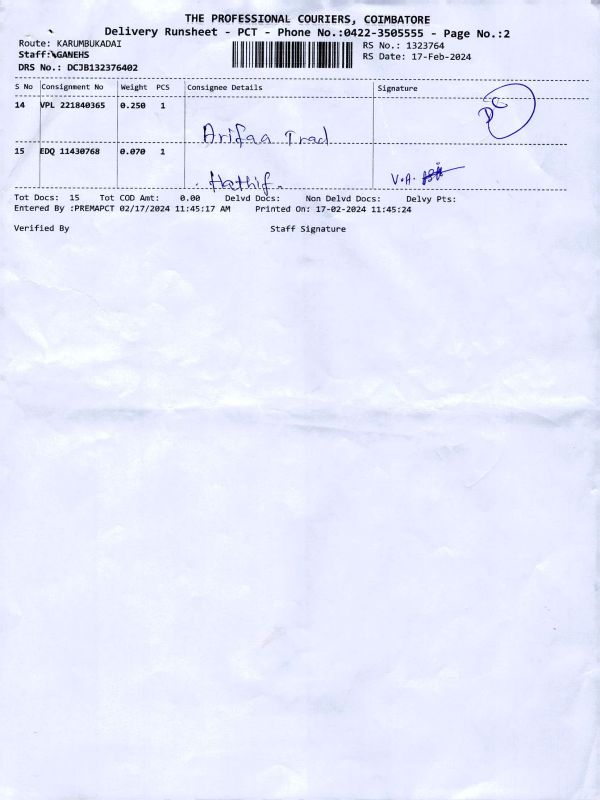 THE PROFESSIONAL COURIERS, COIMBATORE
Delivery Runsheet - PCT - Phone No.:0422-3505555 - Page No.:2
Route: KARUMBUKADAI
RS No.: 1323764
Staff:GANEHS
RS Date: 17-Feb-2024
DRS No.: DCJB132376402
S No Consignment No Weight PCS Consignee Details Signature
14 VPL 221840365 0.250 1
Arifaa Trad
15 EDQ 11430768 0.070 1
Hathif. V.A.
Tot Docs: 15 Tot COD Amt: 0.00 Delvd Docs: Non Delvd Docs: Delvy Pts:
Entered By :PREMAPCT 02/17/2024 11:45:17 AM Printed On: 17-02-2024 11:45:24
Verified By Staff Signature